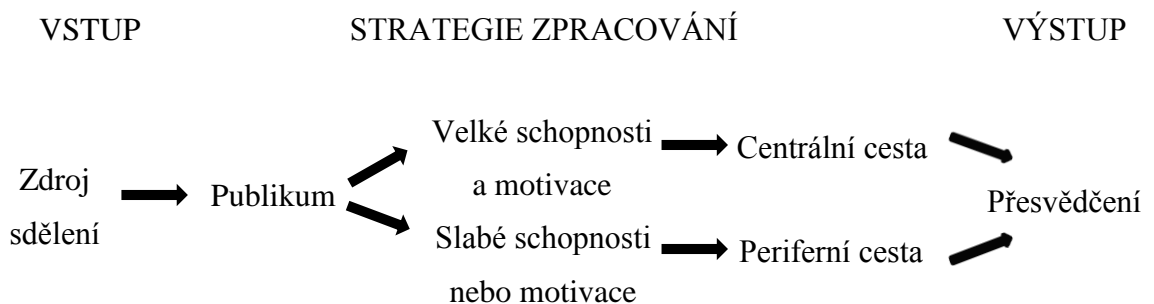 VSTUP STRATEGIE ZPRACOVÁNÍ VÝSTUP
Zdroj
sdělení
Publikum
Velké schopnosti
a motivace
Centrální cesta
Slabé schopnosti
nebo motivace
Periferní cesta
Přesvědčení